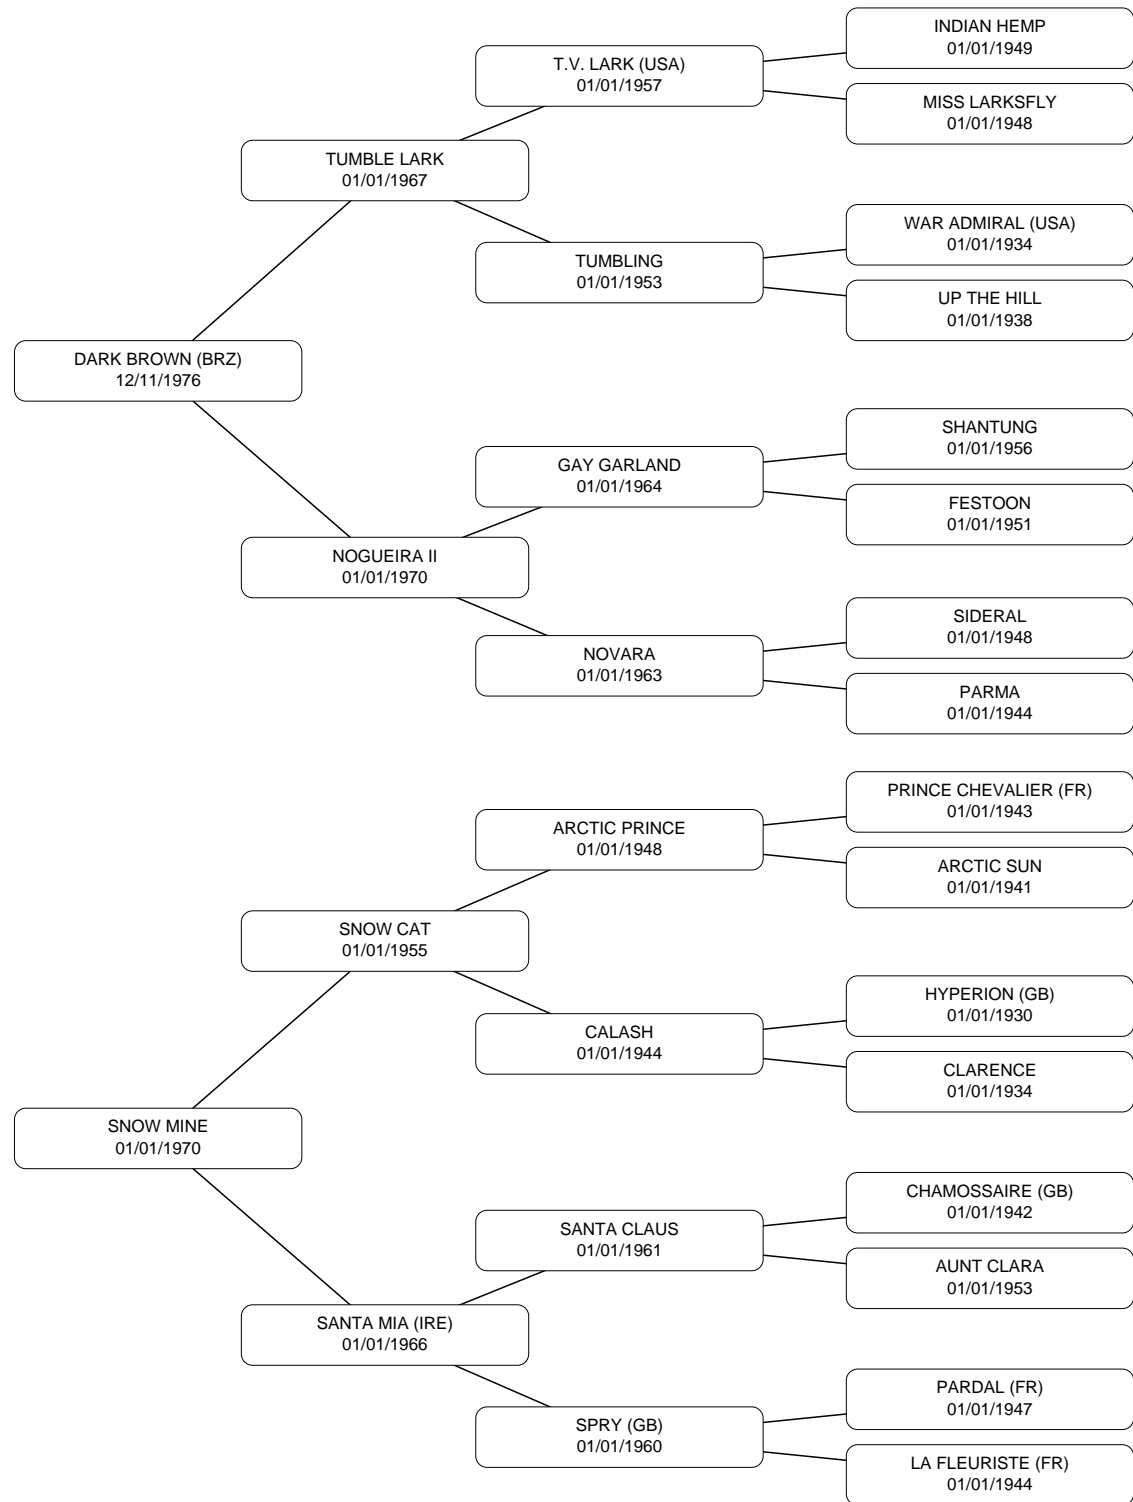 INDIAN HEMP
01/01/1949
T.V. LARK (USA)
01/01/1957
MISS LARKSFLY
01/01/1948
TUMBLE LARK
01/01/1967
WAR ADMIRAL (USA)
01/01/1934
TUMBLING
01/01/1953
UP THE HILL
01/01/1938
DARK BROWN (BRZ)
12/11/1976
SHANTUNG
01/01/1956
GAY GARLAND
01/01/1964
FESTOON
01/01/1951
NOGUEIRA II
01/01/1970
SIDERAL
01/01/1948
NOVARA
01/01/1963
PARMA
01/01/1944
PRINCE CHEVALIER (FR)
01/01/1943
ARCTIC PRINCE
01/01/1948
ARCTIC SUN
01/01/1941
SNOW CAT
01/01/1955
HYPERION (GB)
01/01/1930
CALASH
01/01/1944
CLARENCE
01/01/1934
SNOW MINE
01/01/1970
CHAMOSSAIRE (GB)
01/01/1942
SANTA CLAUS
01/01/1961
AUNT CLARA
01/01/1953
SANTA MIA (IRE)
01/01/1966
PARDAL (FR)
01/01/1947
SPRY (GB)
01/01/1960
LA FLEURISTE (FR)
01/01/1944